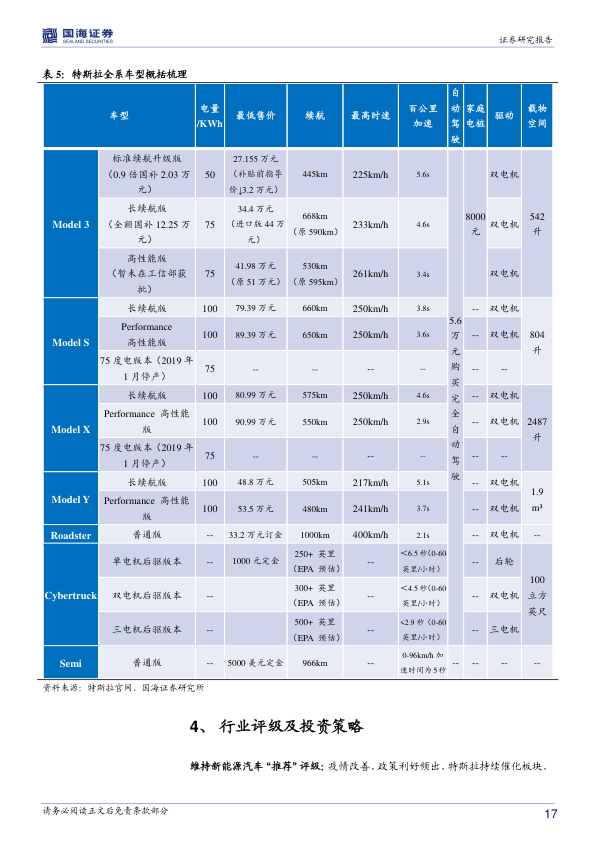 国海证券
SEALAND SECURITIES
证券研究报告
表 5：特斯拉全系车型概括梳理
车型 电量/KWh 最低售价 续航 最高时速 百公里加速 自动驾驶 家庭电桩 驱动 载物空间
Model 3 标准续航升级版（0.9 倍国补 2.03 万元） 50 27.155 万元（补贴前指导价↓3.2 万元） 445km 225km/h 5.6s 5.6 万元购买完全自动驾驶 8000 元 双电机 542 升
长续航版（全额国补 12.25 万元） 75 34.4 万元（进口版 44 万元） 668km（原 590km） 233km/h 4.6s 双电机
高性能版（暂未在工信部获批） 75 41.98 万元（原 51 万元） 530km（原 595km） 261km/h 3.4s 双电机
Model S 长续航版 100 79.39 万元 660km 250km/h 3.8s -- 双电机 804 升
Performance 高性能版 100 89.39 万元 650km 250km/h 3.6s -- 双电机
75 度电版本（2019 年 1 月停产） 75 -- -- -- -- -- --
Model X 长续航版 100 80.99 万元 575km 250km/h 4.6s -- 双电机 2487 升
Performance 高性能版 100 90.99 万元 550km 250km/h 2.9s -- 双电机
75 度电版本（2019 年 1 月停产） 75 -- -- -- -- -- --
Model Y 长续航版 100 48.8 万元 505km 217km/h 5.1s -- 双电机 1.9 m³
Performance 高性能版 100 53.5 万元 480km 241km/h 3.7s -- 双电机
Roadster 普通版 -- 33.2 万元订金 1000km 400km/h 2.1s -- 双电机 --
Cybertruck 单电机后驱版本 -- 1000 元定金 250+ 英里（EPA 预估） -- <6.5 秒（0-60 英里/小时） -- 后轮 100 立方英尺
双电机后驱版本 -- 300+ 英里（EPA 预估） -- <4.5 秒（0-60 英里/小时） -- 双电机
三电机后驱版本 -- 500+ 英里（EPA 预估） -- <2.9 秒（0-60 英里/小时） -- 三电机
Semi 普通版 -- 5000 美元定金 966km -- 0-96km/h 加速时间为 5 秒 -- -- -- --
资料来源：特斯拉官网、国海证券研究所
4、 行业评级及投资策略
维持新能源汽车“推荐”评级：疫情改善、政策利好频出、特斯拉持续催化板块、
请务必阅读正文后免责条款部分
17